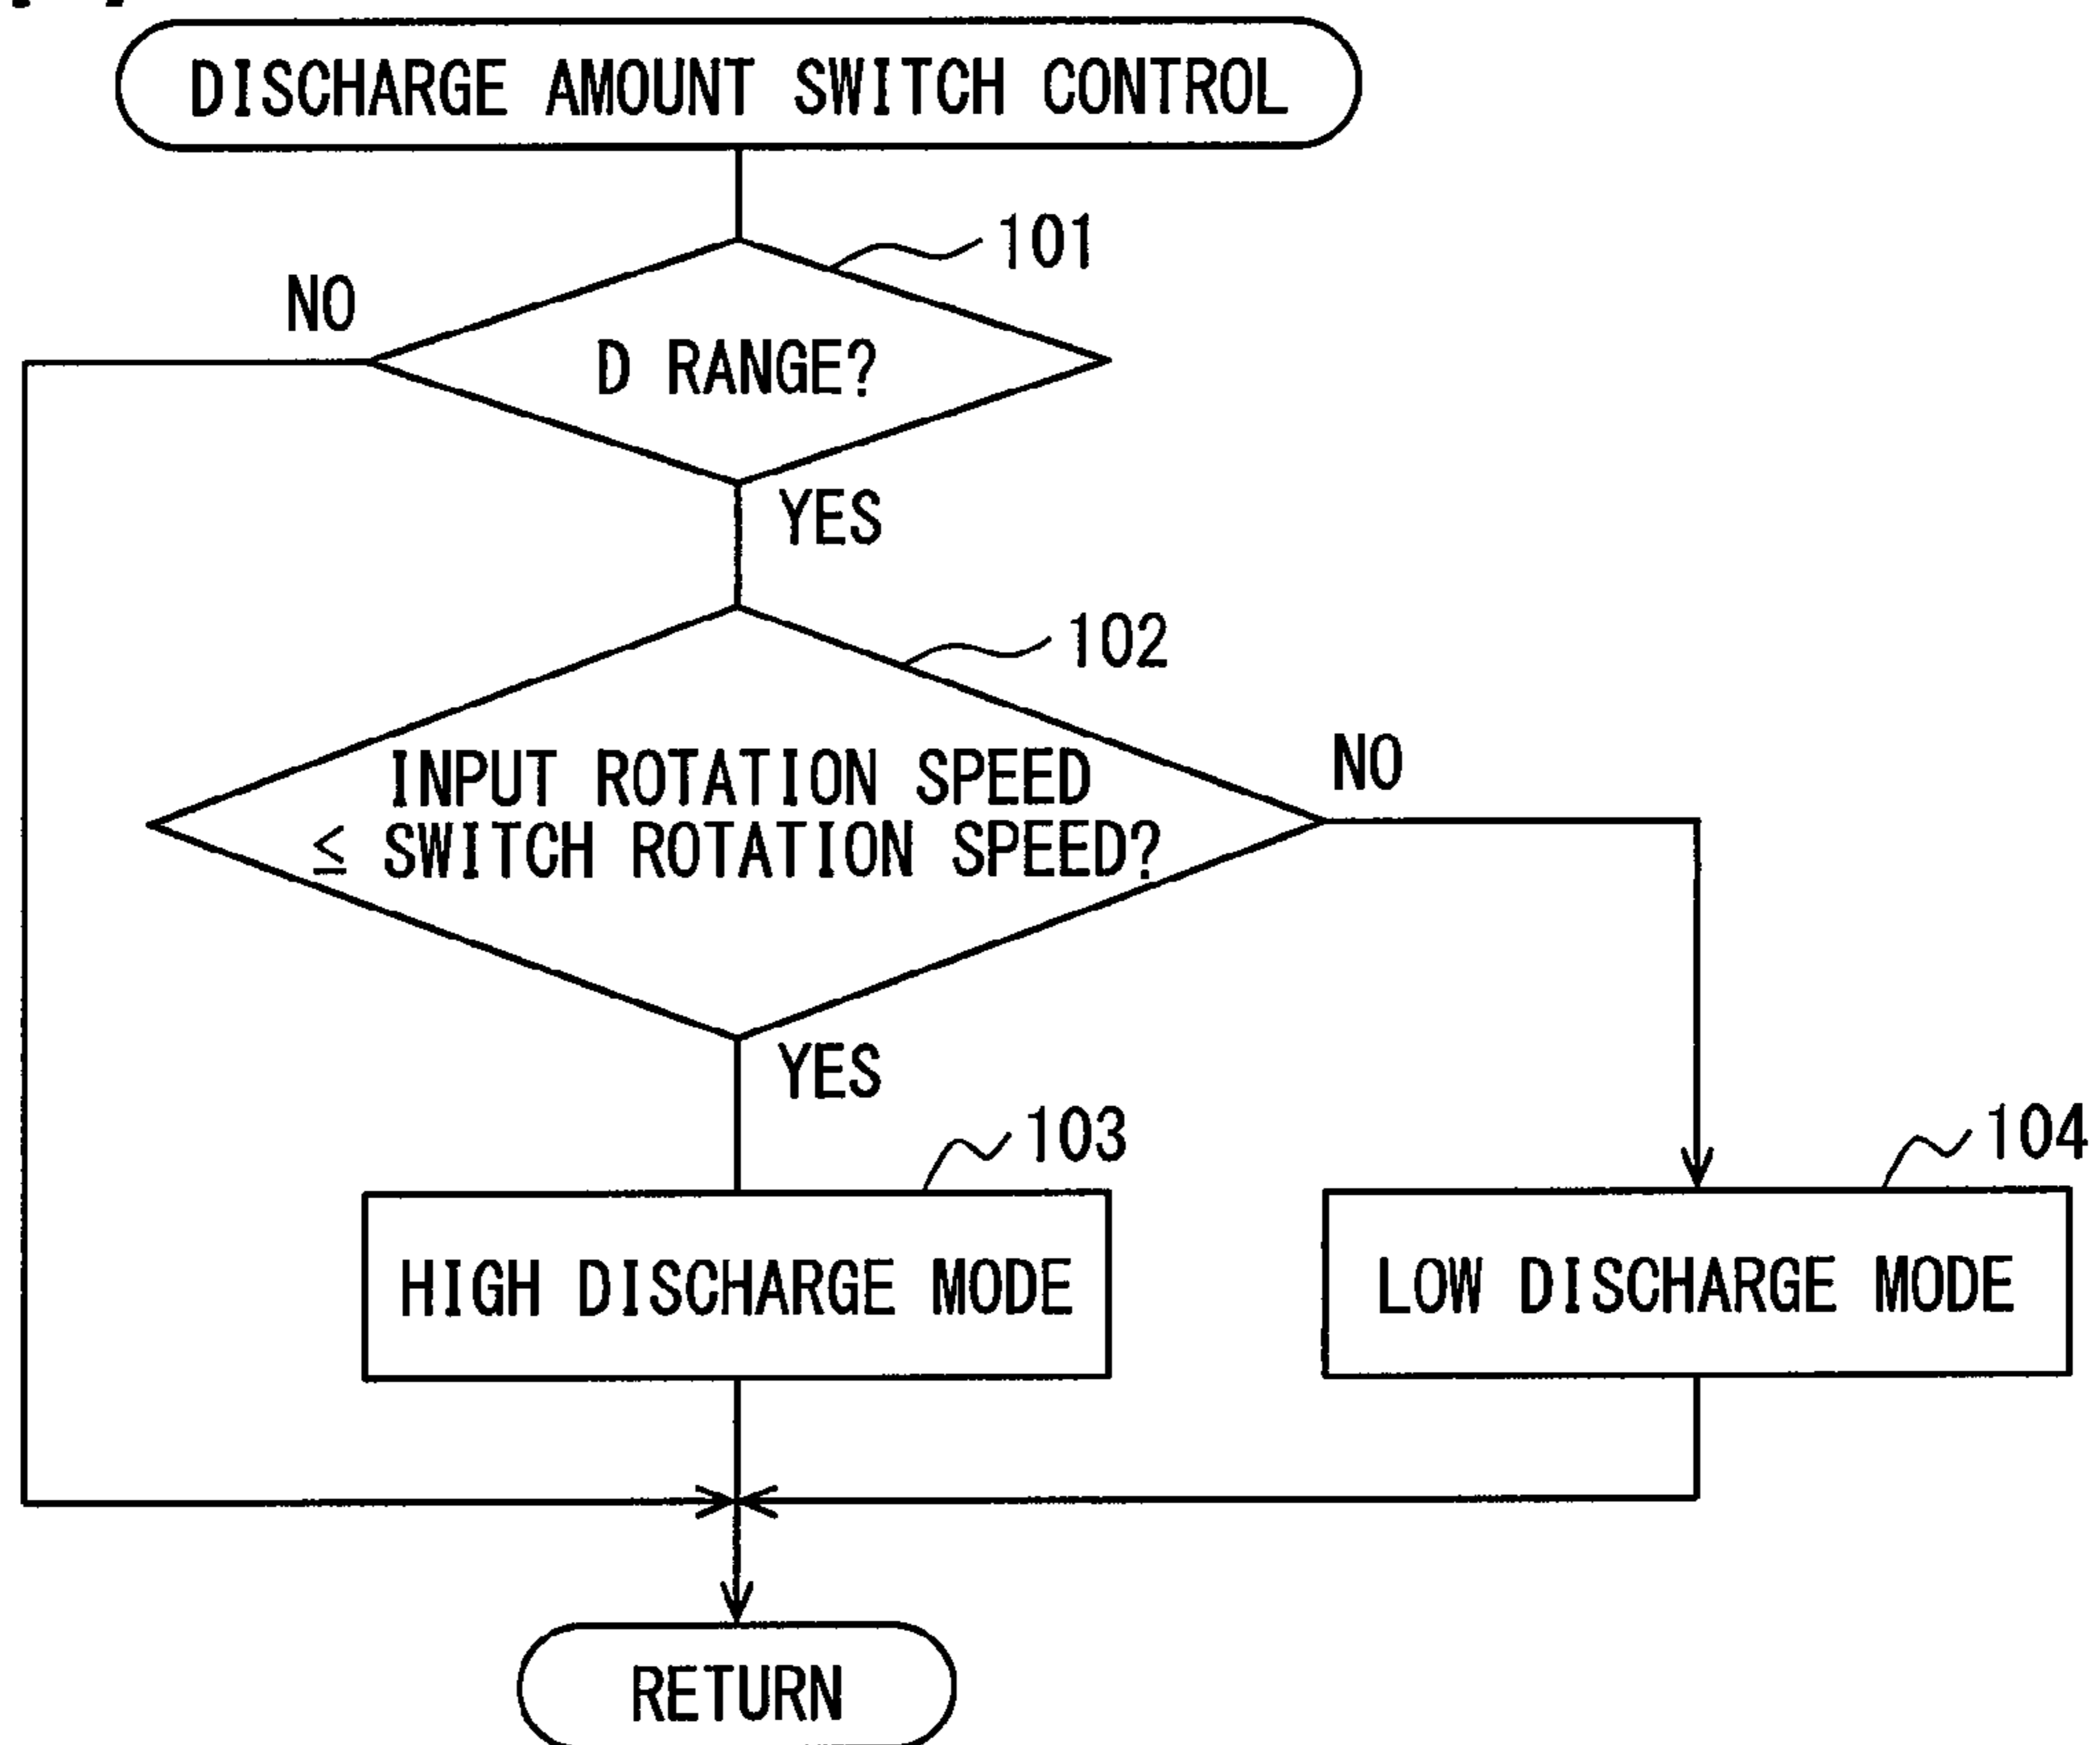 DISCHARGE AMOUNT SWITCH CONTROL
101
NO
D RANGE?
YES
102
INPUT ROTATION SPEED
≤ SWITCH ROTATION SPEED?
NO
YES
103
104
HIGH DISCHARGE MODE
LOW DISCHARGE MODE
RETURN